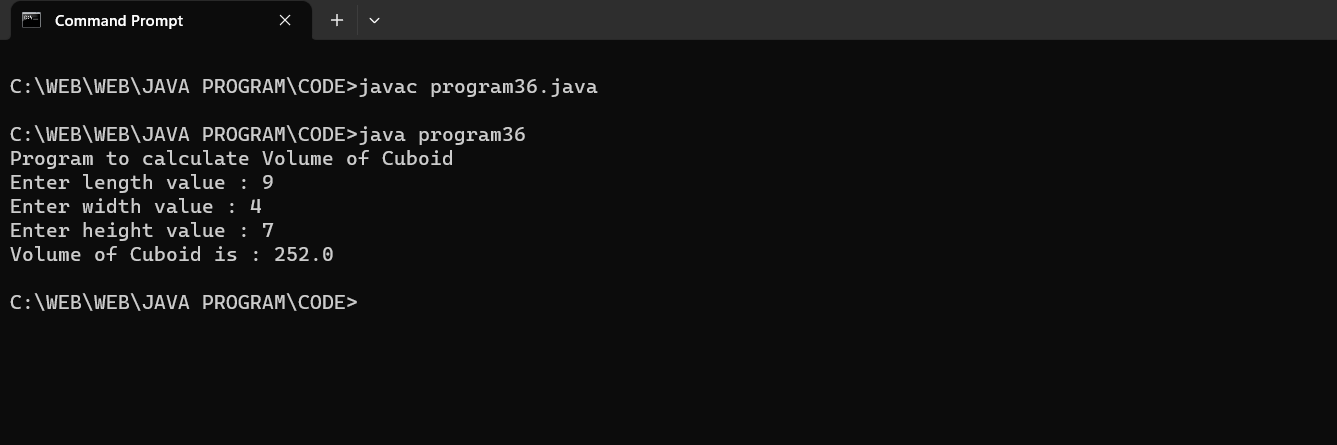 Command Prompt
C:\WEB\WEB\JAVA PROGRAM\CODE>javac program36.java
C:\WEB\WEB\JAVA PROGRAM\CODE>java program36
Program to calculate Volume of Cuboid
Enter length value : 9
Enter width value : 4
Enter height value : 7
Volume of Cuboid is : 252.0
C:\WEB\WEB\JAVA PROGRAM\CODE>